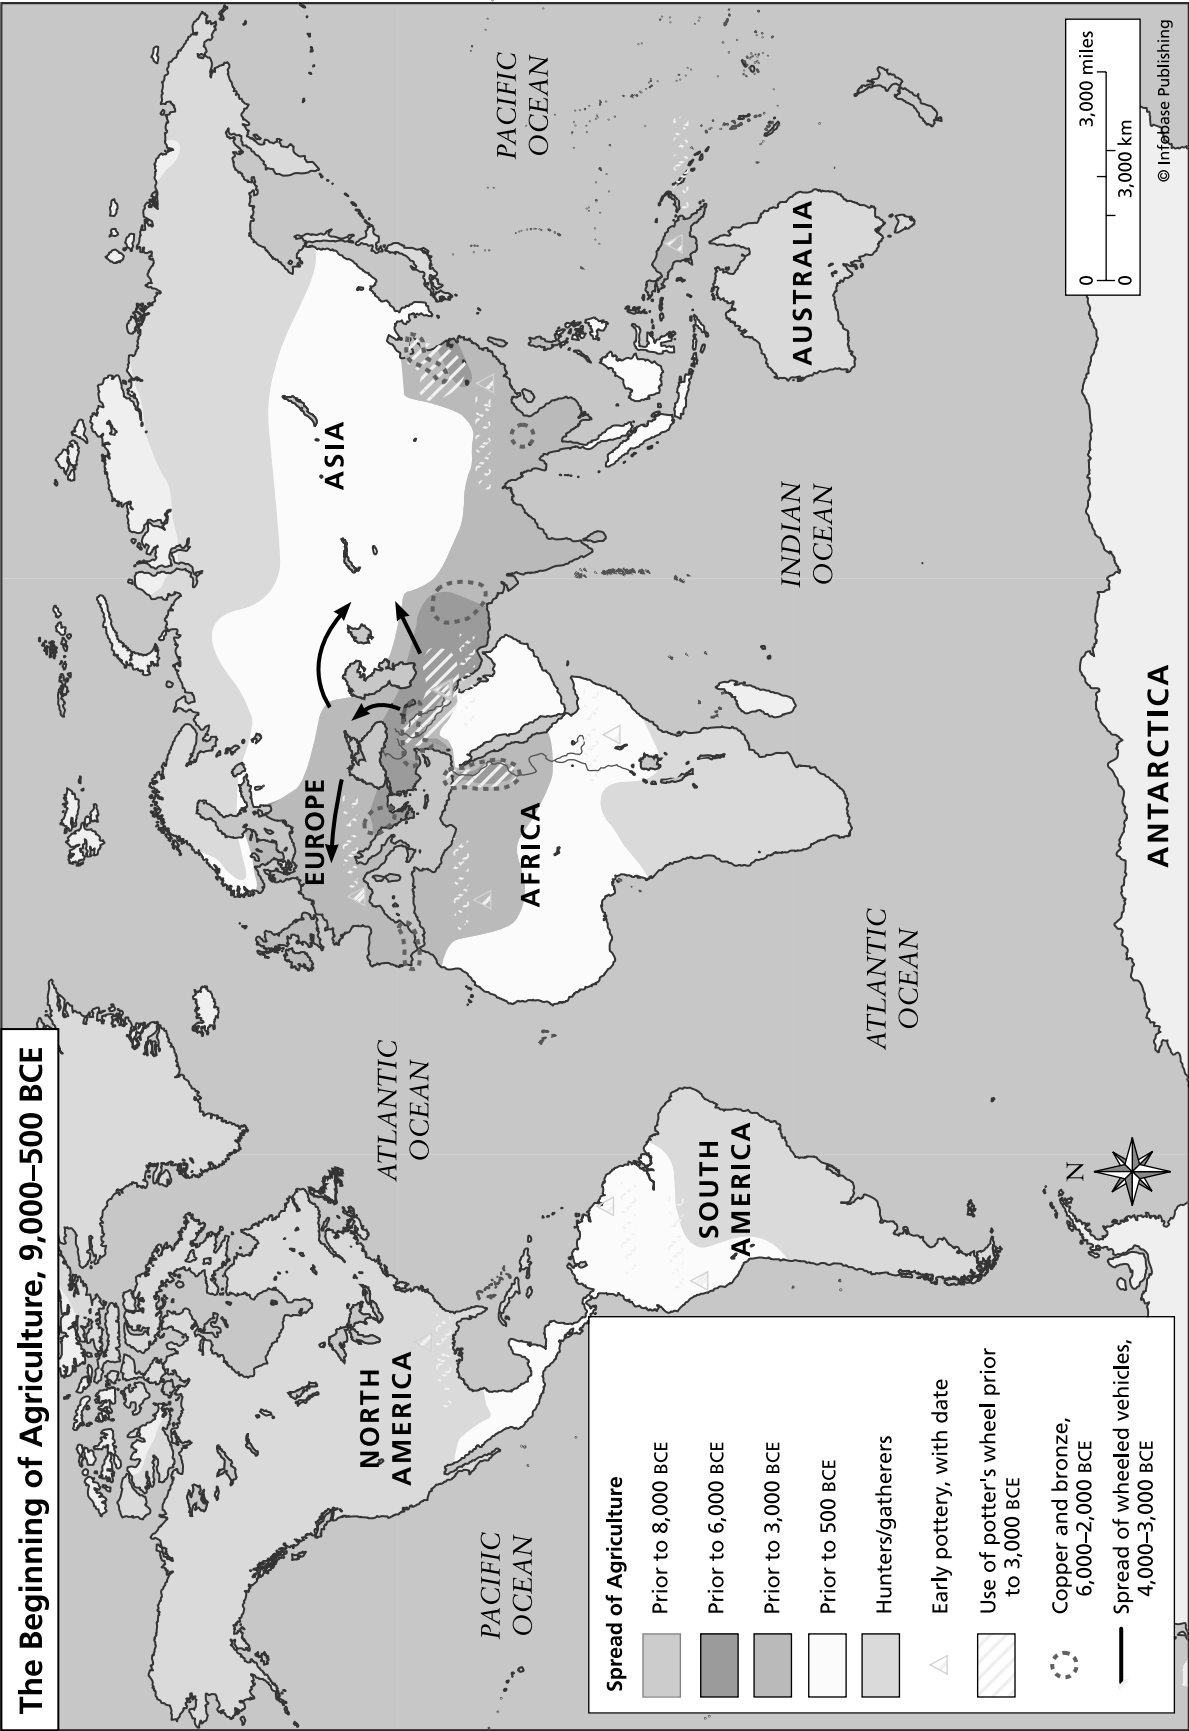 The Beginning of Agriculture, 9,000–500 BCE
NORTH
AMERICA
SOUTH
AMERICA
EUROPE
AFRICA
ASIA
AUSTRALIA
ANTARCTICA
PACIFIC
OCEAN
ATLANTIC
OCEAN
ATLANTIC
OCEAN
INDIAN
OCEAN
PACIFIC
OCEAN
N
Spread of Agriculture
Prior to 8,000 BCE
Prior to 6,000 BCE
Prior to 3,000 BCE
Prior to 500 BCE
Hunters/gatherers
Early pottery, with date
Use of potter's wheel prior
to 3,000 BCE
Copper and bronze,
6,000–2,000 BCE
Spread of wheeled vehicles,
4,000–3,000 BCE
0 3,000 miles
0 3,000 km
© Infobase Publishing